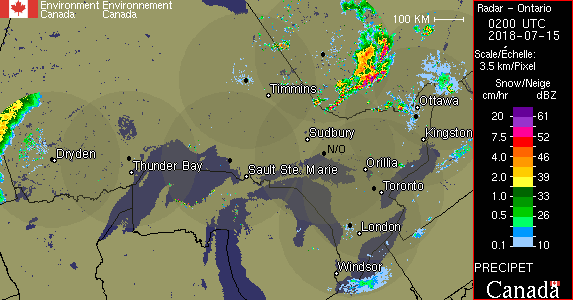 Environment Environnement
Canada Canada
Radar - Ontario
0200 UTC
2018-07-15
100 KM
Scale/Échelle:
3.5 km/Pixel
Snow/Neige
cm/hr dBZ
20 61
7.5 52
4.0 46
2.0 39
1.0 33
0.5 26
0.1 10
Timmins
Ottawa
Sudbury
Kingston
N/O
Dryden
Thunder Bay
Sault Ste. Marie
Orillia
Toronto
London
Windsor
PRECIPET
Canada